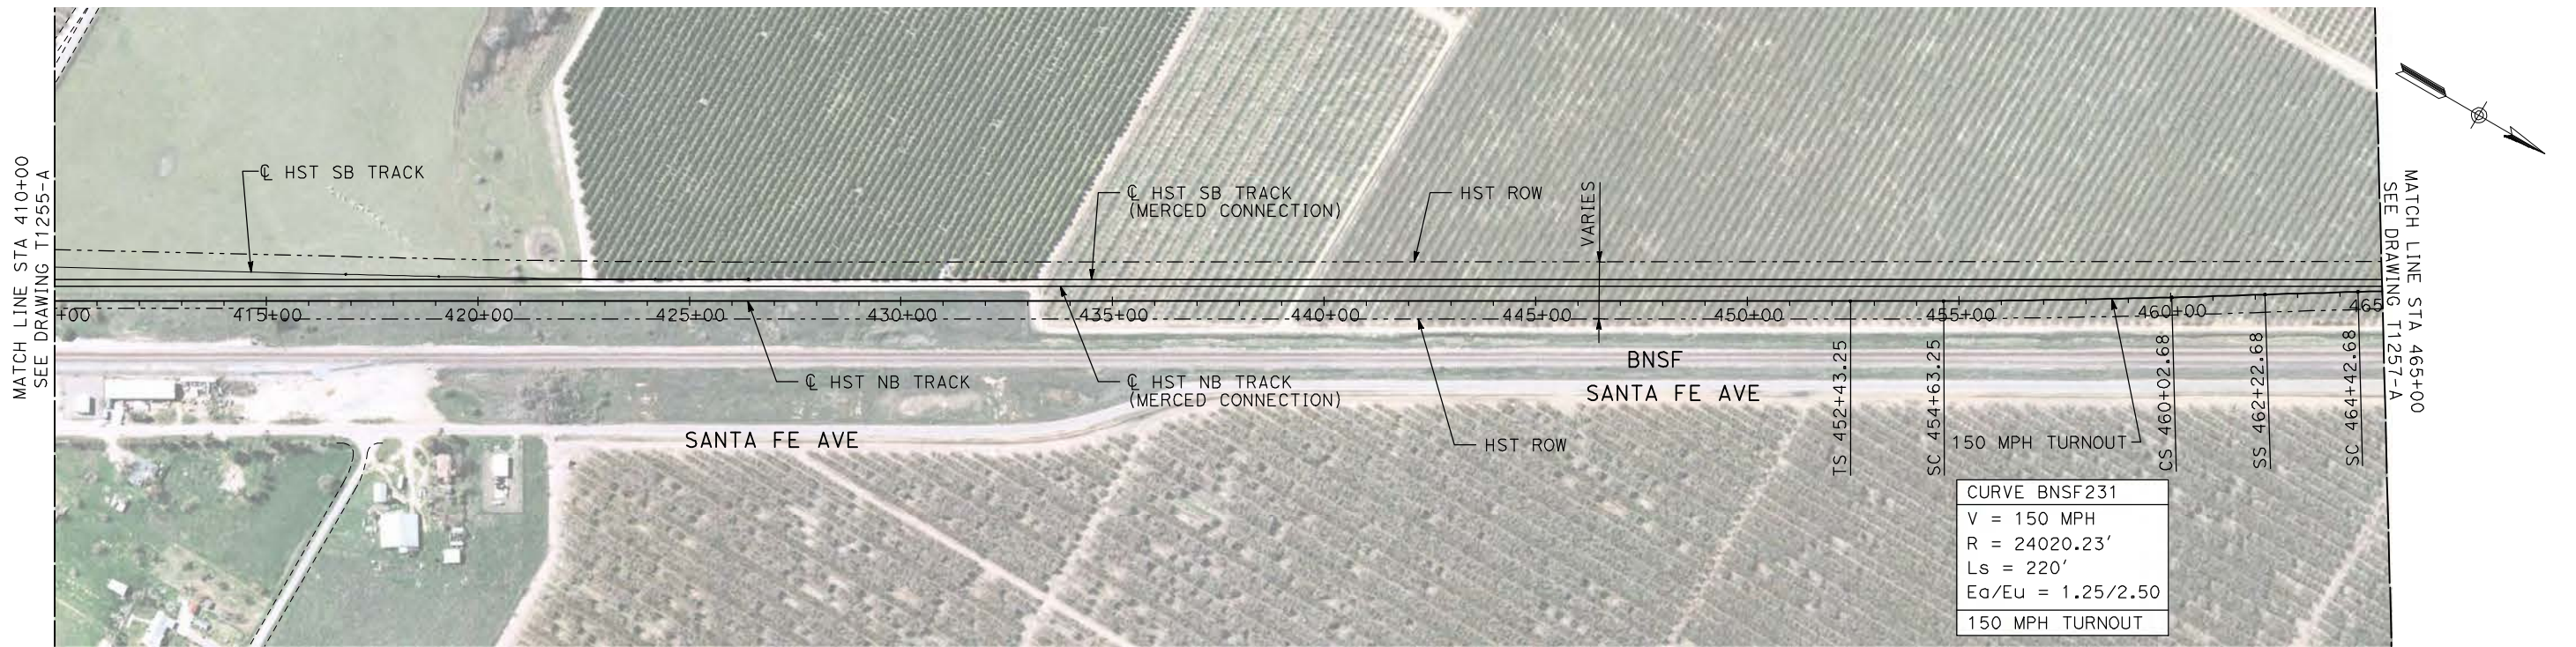 MATCH LINE STA 410+00
SEE DRAWING T1255-A
℄ HST SB TRACK
℄ HST SB TRACK
(MERCED CONNECTION)
HST ROW
VARIES
MATCH LINE STA 465+00
SEE DRAWING T1257-A
+00
415+00
420+00
425+00
430+00
435+00
440+00
445+00
450+00
455+00
460+00
465
℄ HST NB TRACK
℄ HST NB TRACK
(MERCED CONNECTION)
BNSF
SANTA FE AVE
SANTA FE AVE
HST ROW
TS 452+43.25
SC 454+63.25
150 MPH TURNOUT
CS 460+02.68
SS 462+22.68
SC 464+42.68
CURVE BNSF231
V = 150 MPH
R = 24020.23'
Ls = 220'
Ea/Eu = 1.25/2.50
150 MPH TURNOUT